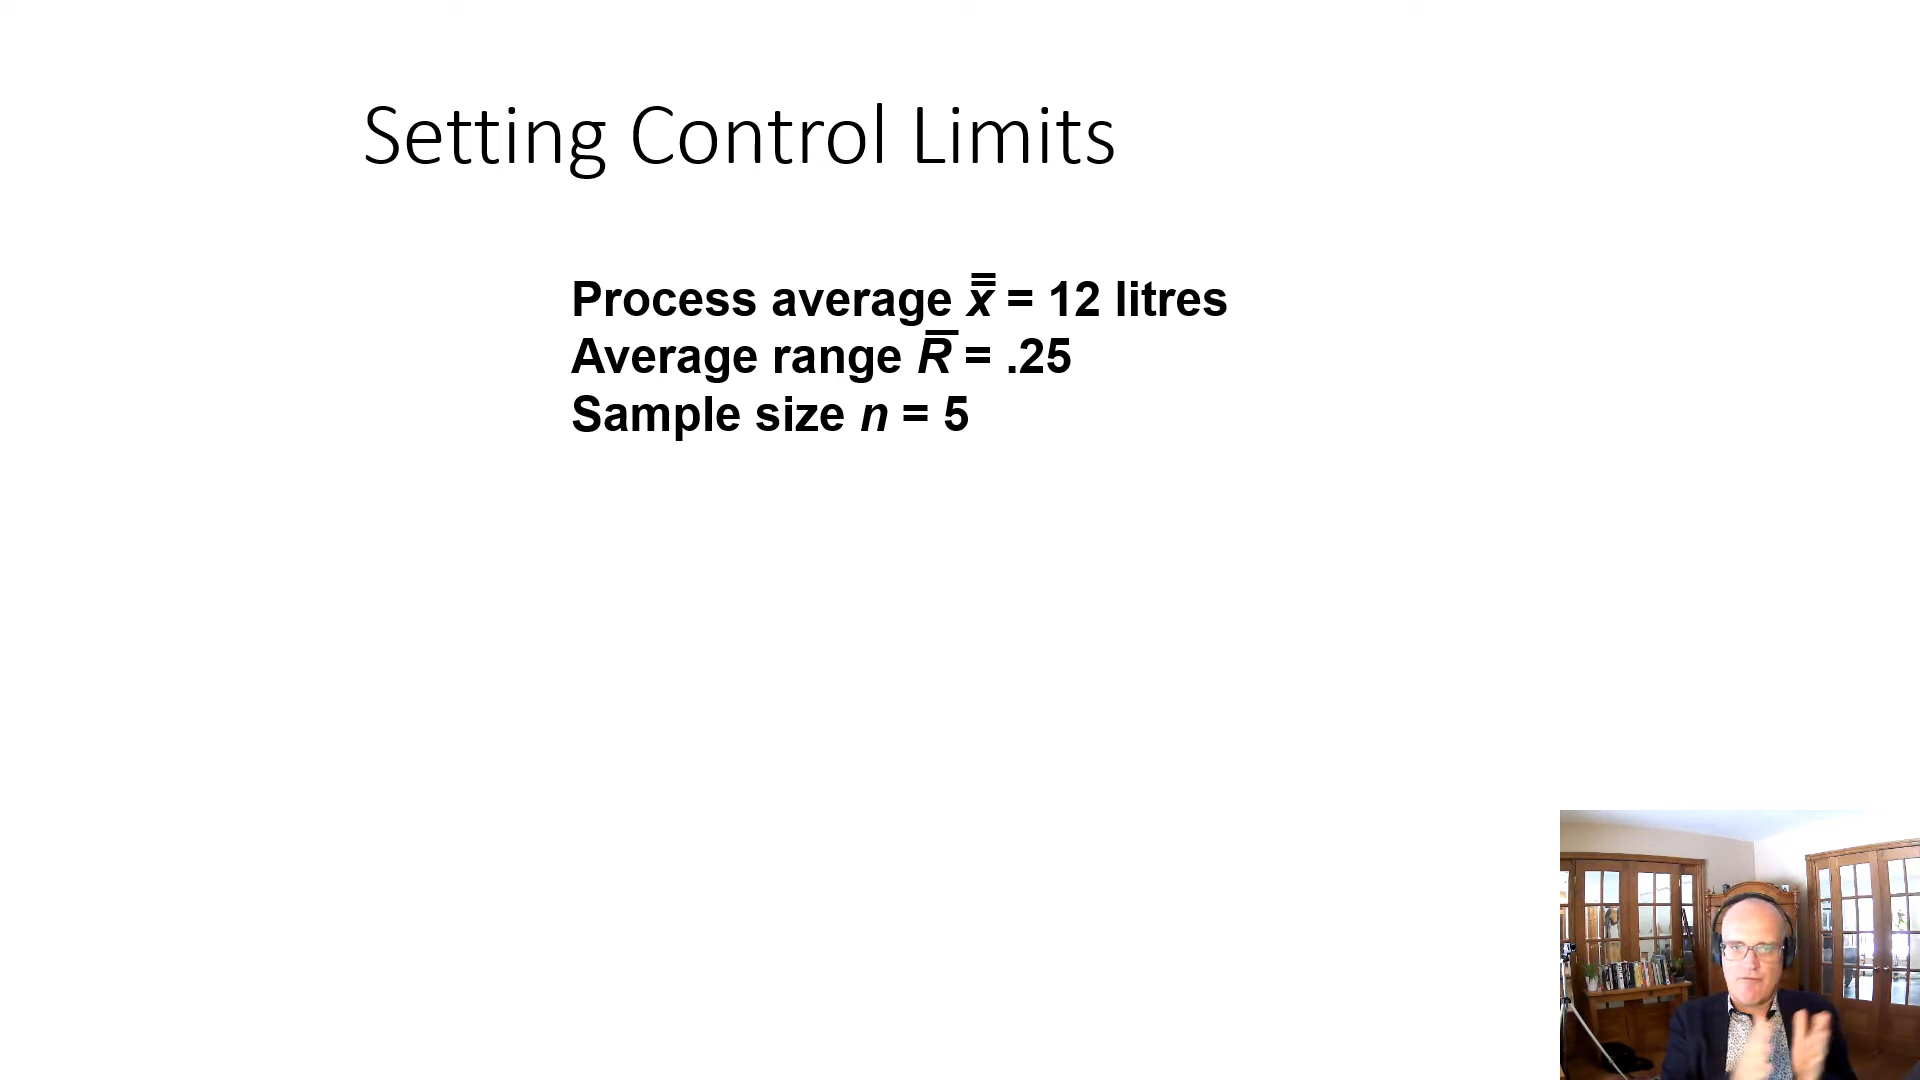 Setting Control Limits
Process average x̿ = 12 litres
Average range R̅ = .25
Sample size n = 5